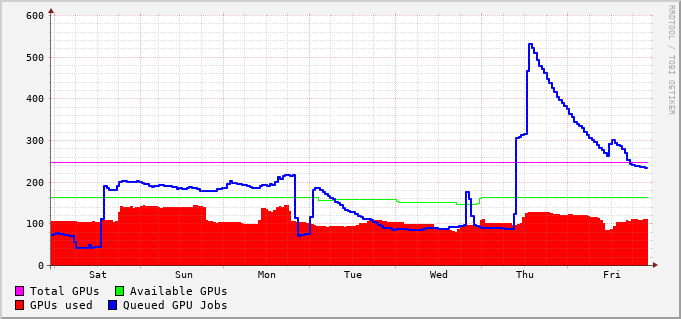 600
500
400
300
200
100
0
Sat Sun Mon Tue Wed Thu Fri
Total GPUs Available GPUs
GPUs used Queued GPU Jobs
RRDTOOL / TOBI OETIKER